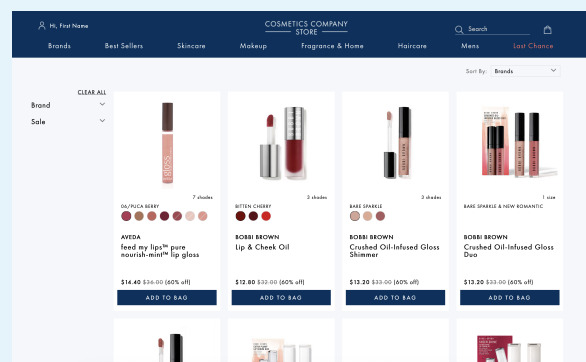 Hi, First Name
COSMETICS COMPANY
STORE
Search
Brands Best Sellers Skincare Makeup Fragrance & Home Haircare Mens Last Chance
Sort By: Brands
CLEAR ALL
Brand
Sale
7 shades
06/PUCA BERRY
AVEDA
feed my lips™ pure
nourish-mint™ lip gloss
$14.40 $36.00 (60% off)
ADD TO BAG
3 shades
BITTEN CHERRY
BOBBI BROWN
Lip & Cheek Oil
$12.80 $32.00 (60% off)
ADD TO BAG
3 shades
BARE SPARKLE
BOBBI BROWN
Crushed Oil-Infused Gloss
Shimmer
$13.20 $33.00 (60% off)
ADD TO BAG
1 size
BARE SPARKLE & NEW ROMANTIC
BOBBI BROWN
Crushed Oil-Infused Gloss
Duo
$13.20 $33.00 (60% off)
ADD TO BAG